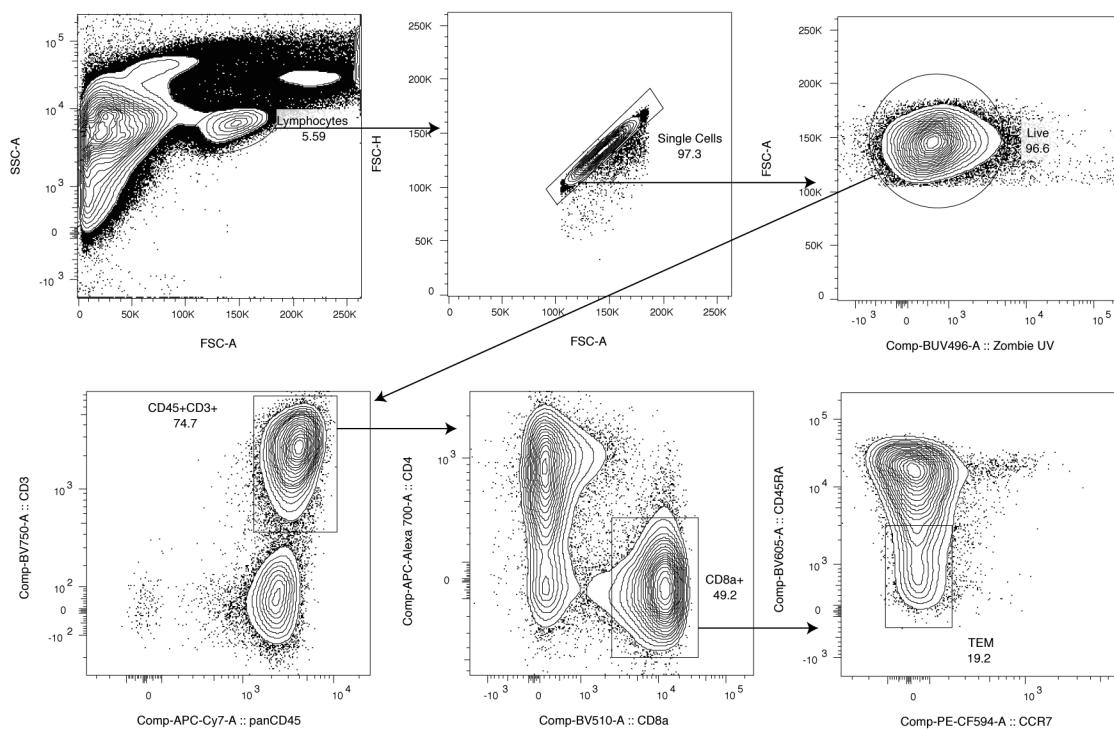 SSC-A
10^5
10^4
10^3
0
-10^3
Lymphocytes
5.59
0
50K
100K
150K
200K
250K
FSC-A
FSC-H
250K
200K
150K
100K
50K
0
Single Cells
97.3
0
50K
100K
150K
200K
250K
FSC-A
FSC-A
250K
200K
150K
100K
50K
0
Live
96.6
-10^3
0
10^3
10^4
10^5
Comp-BUV496-A :: Zombie UV
Comp-BV750-A :: CD3
10^3
10^2
0
-10^2
CD45+CD3+
74.7
0
10^3
10^4
Comp-APC-Cy7-A :: panCD45
Comp-APC-Alexa 700-A :: CD4
10^3
0
CD8a+
49.2
0
10^3
10^4
10^5
Comp-BV510-A :: CD8a
Comp-BV605-A :: CD45RA
10^5
10^4
10^3
0
-10^3
TEM
19.2
0
10^3
10^4
10^5
Comp-PE-CF594-A :: CCR7